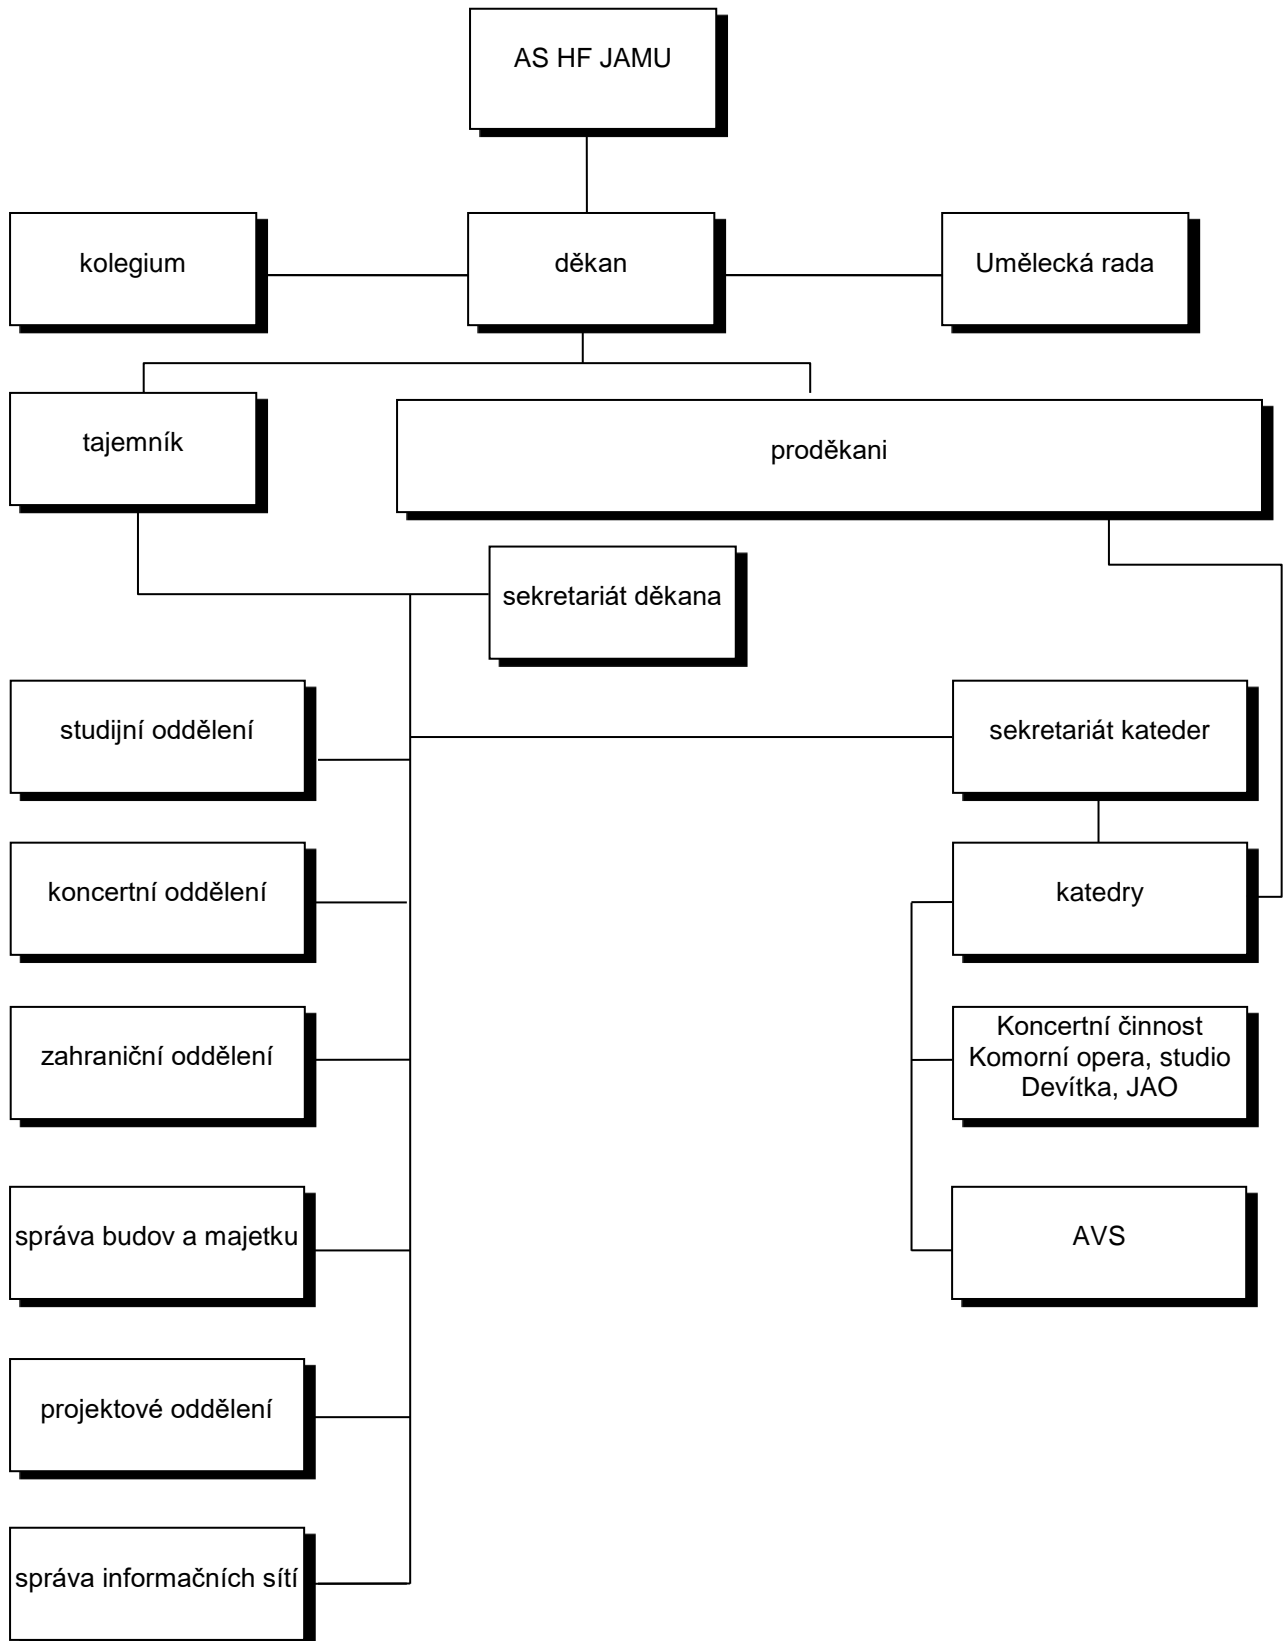 AS HF JAMU
kolegium
děkan
Umělecká rada
tajemník
proděkani
sekretariát děkana
studijní oddělení
sekretariát kateder
koncertní oddělení
katedry
zahraniční oddělení
Koncertní činnost
Komorní opera, studio
Devítka, JAO
správa budov a majetku
AVS
projektové oddělení
správa informačních sítí